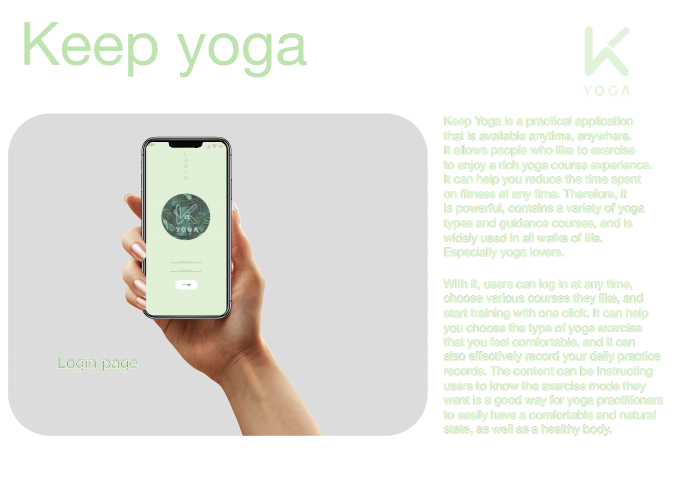 Keep yoga
YOGA
Keep Yoga is a practical application
that is available anytime, anywhere.
It allows people who like to exercise
to enjoy a rich yoga course experience.
It can help you reduce the time spent
on fitness at any time. Therefore, it
is powerful, contains a variety of yoga
types and guidance courses, and is
widely used in all walks of life.
Especially yoga lovers.
With it, users can log in at any time,
choose various courses they like, and
start training with one click. It can help
you choose the type of yoga exercise
that you feel comfortable, and it can
also effectively record your daily practice
records. The content can be instructing
users to know the exercise mode they
want is a good way for yoga practitioners
to easily have a comfortable and natural
state, as well as a healthy body.
YOGA
Login page